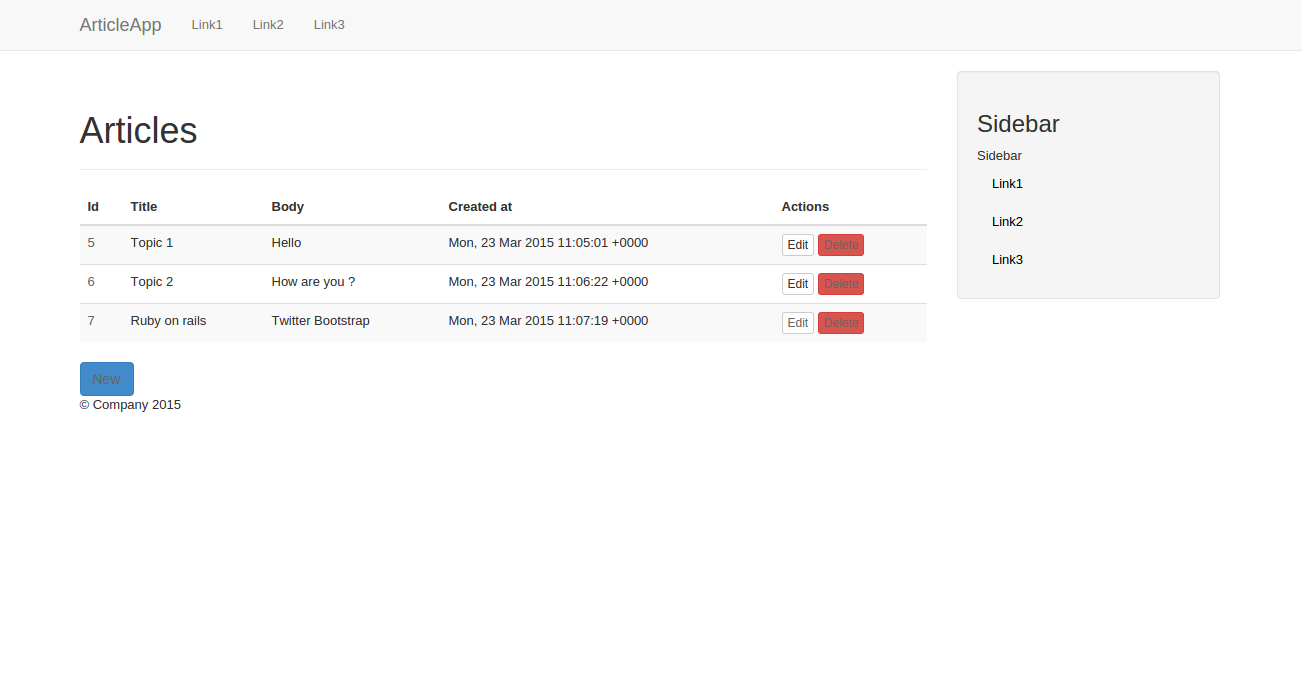 ArticleApp Link1 Link2 Link3
Articles
Id Title Body Created at Actions
5 Topic 1 Hello Mon, 23 Mar 2015 11:05:01 +0000 Edit Delete
6 Topic 2 How are you ? Mon, 23 Mar 2015 11:06:22 +0000 Edit Delete
7 Ruby on rails Twitter Bootstrap Mon, 23 Mar 2015 11:07:19 +0000 Edit Delete
New
© Company 2015
Sidebar
Sidebar
Link1
Link2
Link3